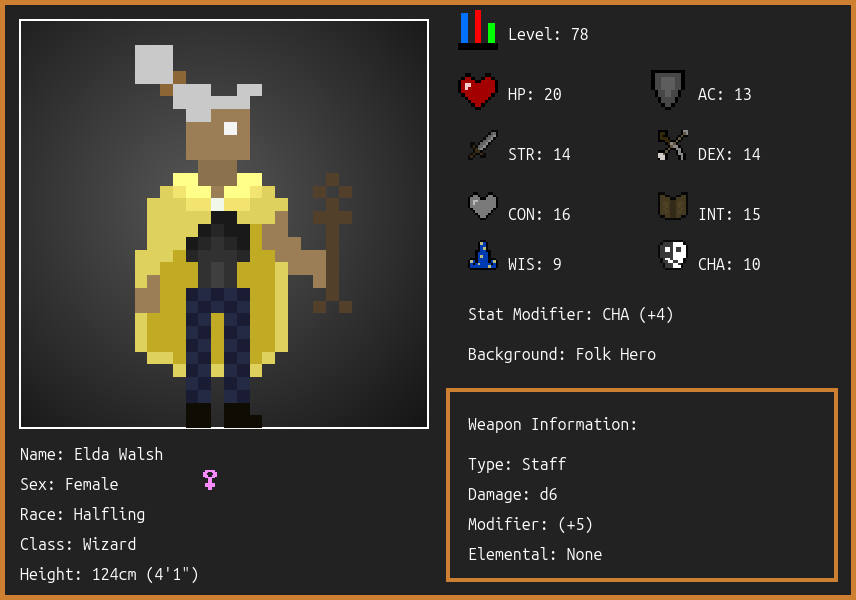 Level: 78
HP: 20
AC: 13
STR: 14
DEX: 14
CON: 16
INT: 15
WIS: 9
CHA: 10
Stat Modifier: CHA (+4)
Background: Folk Hero
Weapon Information:
Type: Staff
Damage: d6
Modifier: (+5)
Elemental: None
Name: Elda Walsh
Sex: Female
Race: Halfling
Class: Wizard
Height: 124cm (4'1")